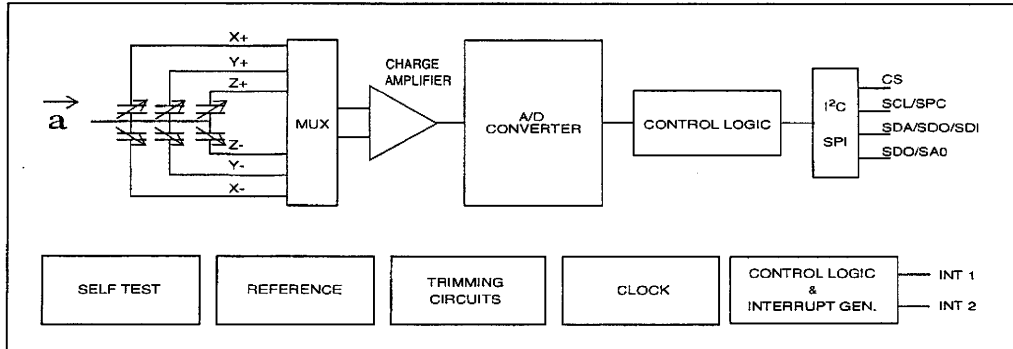 X+
Y+
Z+
a
Z-
Y-
X-
MUX
CHARGE
AMPLIFIER
A/D
CONVERTER
CONTROL LOGIC
I²C
SPI
CS
SCL/SPC
SDA/SDO/SDI
SDO/SA0
SELF TEST
REFERENCE
TRIMMING
CIRCUITS
CLOCK
CONTROL LOGIC
&
INTERRUPT GEN.
INT 1
INT 2